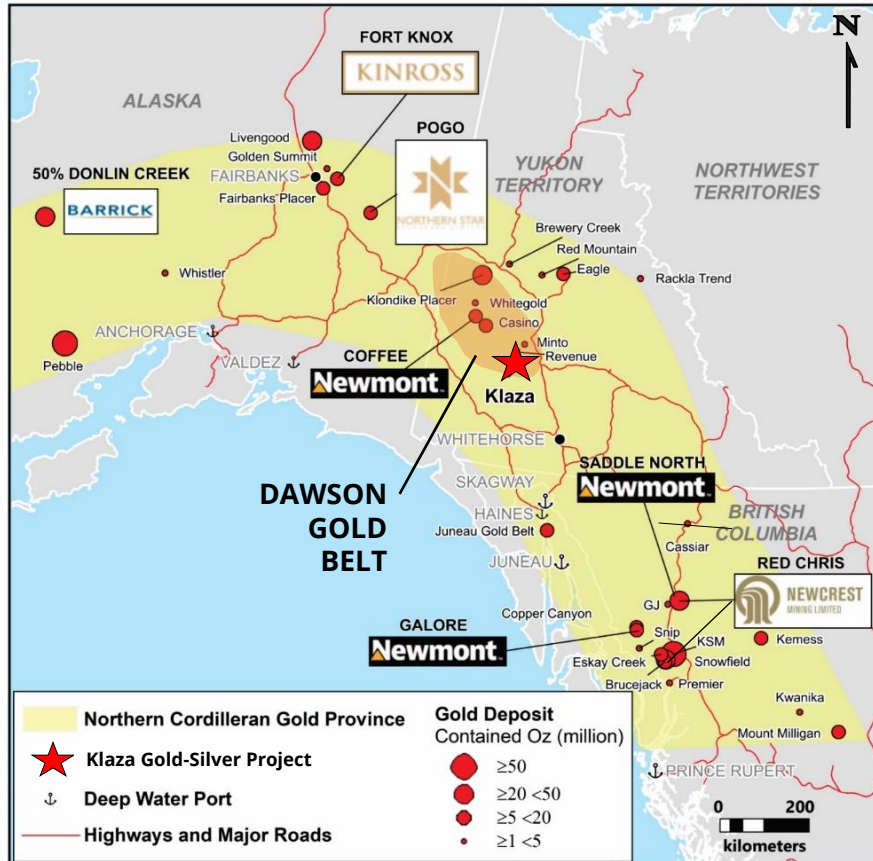 N
FORT KNOX
KINROSS
ALASKA
POGO
NORTHERN STAR
Livengood
Golden Summit
FAIRBANKS
Fairbanks Placer
50% DONLIN CREEK
BARRICK
YUKON
TERRITORY
NORTHWEST
TERRITORIES
Brewery Creek
Red Mountain
Eagle
Rackla Trend
Whistler
Klondike Placer
Whitegold
Casino
ANCHORAGE
Minto
Revenue
Pebble
VALDEZ
COFFEE
Newmont™
Klaza
WHITEHORSE
DAWSON
GOLD
BELT
SKAGWAY
SADDLE NORTH
Newmont™
HAINES
Juneau Gold Belt
BRITISH
COLUMBIA
Cassiar
JUNEAU
RED CHRIS
NEWCREST
MINING LIMITED
GJ
Copper Canyon
GALORE
Newmont™
Snip
KSM
Kemess
Eskay Creek
Snowfield
Brucejack
Premier
Kwanika
Mount Milligan
PRINCE RUPERT
Northern Cordilleran Gold Province
Klaza Gold-Silver Project
Deep Water Port
Highways and Major Roads
Gold Deposit
Contained Oz (million)
≥50
≥20 <50
≥5 <20
≥1 <5
0 200
kilometers